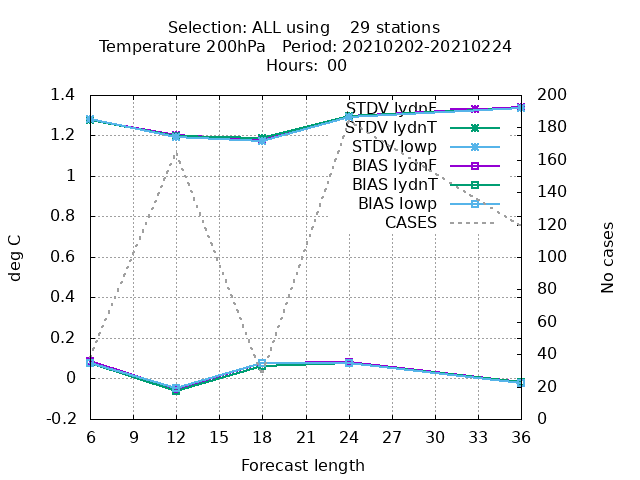 Selection: ALL using 29 stations
Temperature 200hPa Period: 20210202-20210224
Hours: 00
1.4
1.2
1
0.8
0.6
0.4
0.2
0
-0.2
deg C
STDV lydnF
STDV lydnT
STDV lowp
BIAS lydnF
BIAS lydnT
BIAS lowp
CASES
200
180
160
140
120
100
80
60
40
20
0
No cases
6 9 12 15 18 21 24 27 30 33 36
Forecast length